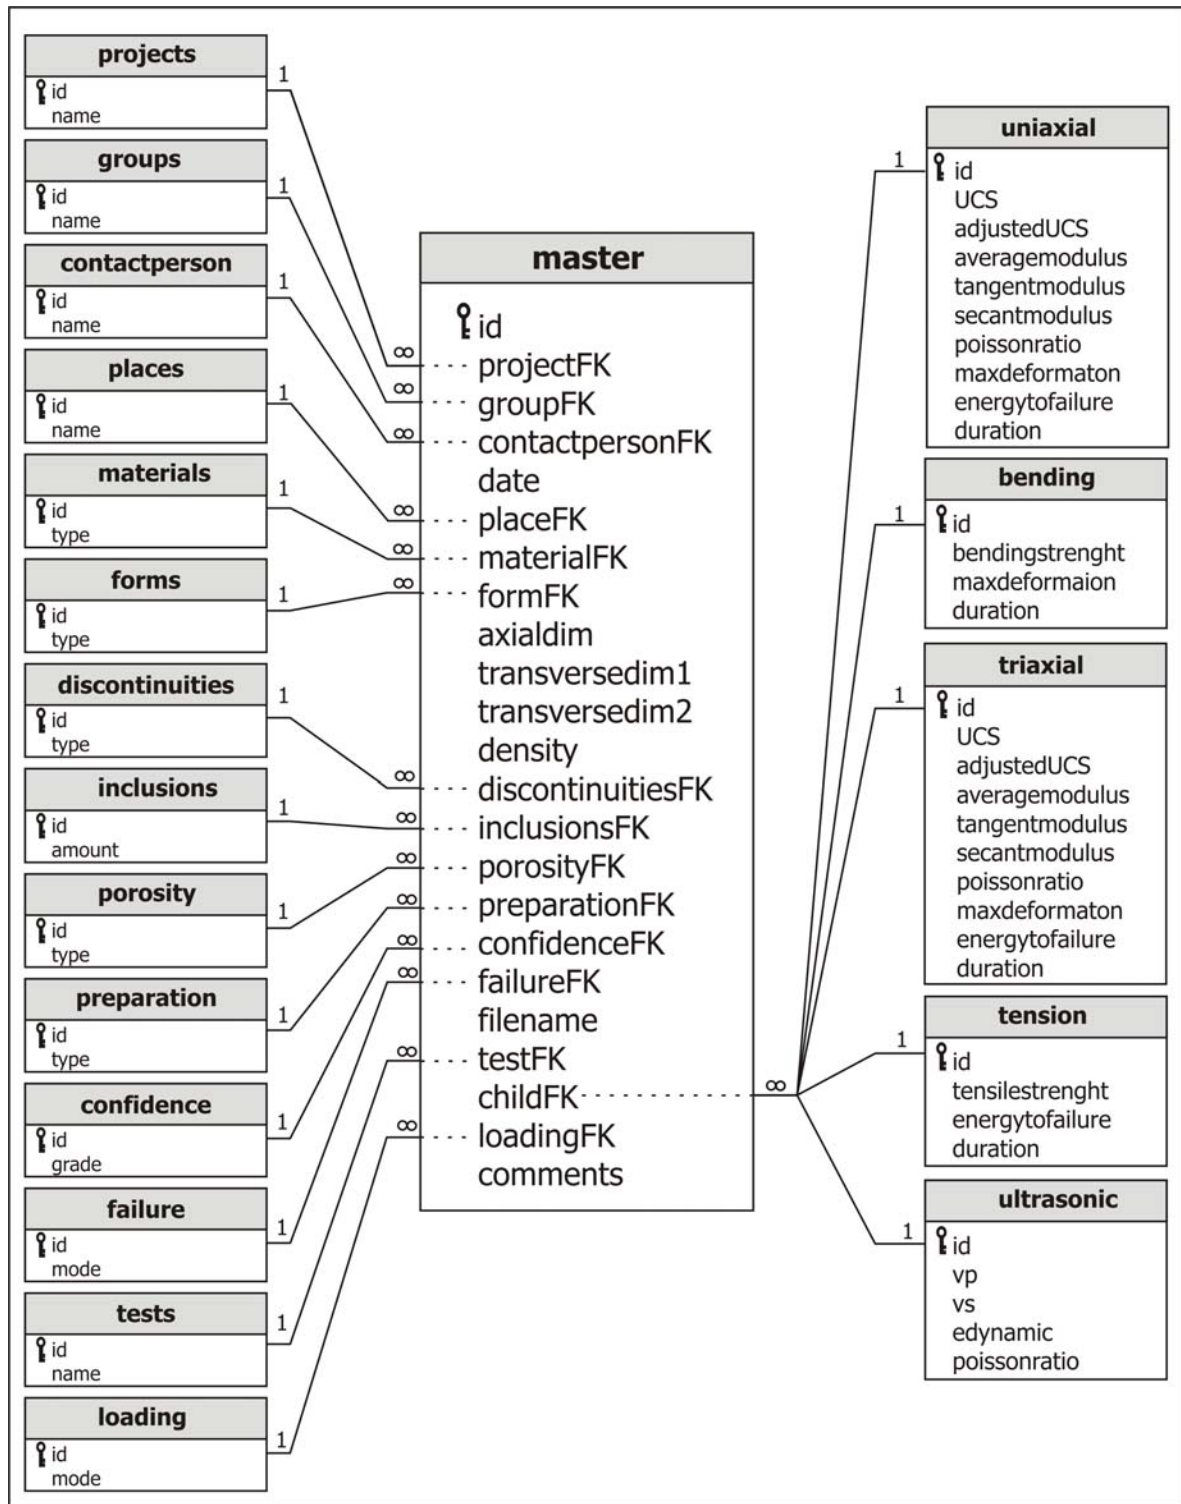 projects
id
name
1
groups
id
name
1
contactperson
id
name
1
places
id
name
1
materials
id
type
1
forms
id
type
1
discontinuities
id
type
1
inclusions
id
amount
1
porosity
id
type
1
preparation
id
type
1
confidence
id
grade
1
failure
id
mode
1
tests
id
name
1
loading
id
mode
1
master
id
∞ projectFK
∞ groupFK
∞ contactpersonFK
date
∞ placeFK
∞ materialFK
∞ formFK
axialdim
transversedim1
transversedim2
density
∞ discontinuitiesFK
∞ inclusionsFK
∞ porosityFK
∞ preparationFK
∞ confidenceFK
∞ failureFK
filename
∞ testFK
childFK ∞
∞ loadingFK
comments
uniaxial
1 id
UCS
adjustedUCS
averagemodulus
tangentmodulus
secantmodulus
poissonratio
maxdeformaton
energytofailure
duration
bending
1 id
bendingstrenght
maxdeformaion
duration
triaxial
1 id
UCS
adjustedUCS
averagemodulus
tangentmodulus
secantmodulus
poissonratio
maxdeformaton
energytofailure
duration
tension
1 id
tensilestrenght
energytofailure
duration
ultrasonic
1 id
vp
vs
edynamic
poissonratio